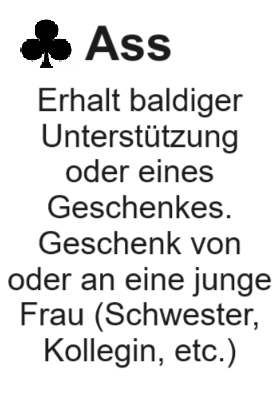 ♣ Ass
Erhalt baldiger
Unterstützung
oder eines
Geschenkes.
Geschenk von
oder an eine junge
Frau (Schwester,
Kollegin, etc.)